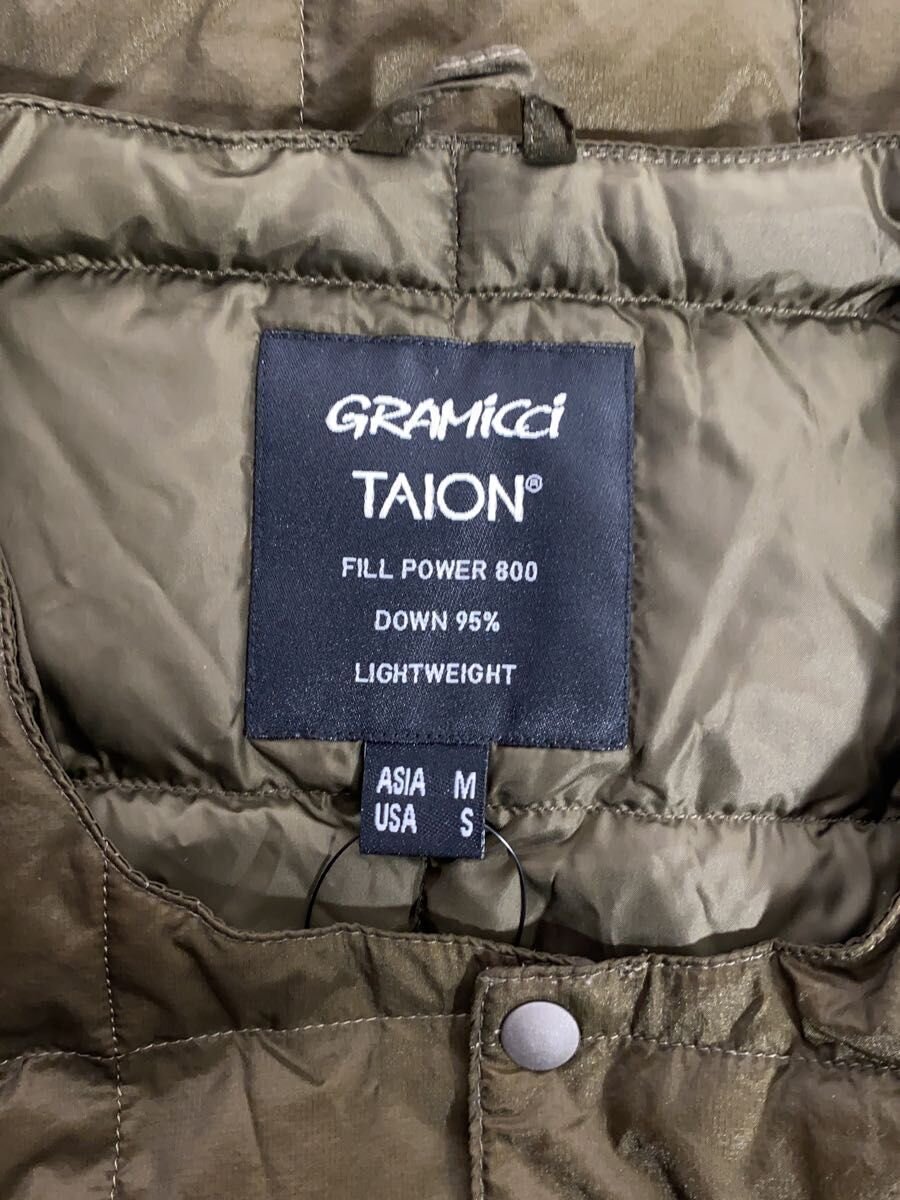 GRAMiCCi
TAION®
FILL POWER 800
DOWN 95%
LIGHTWEIGHT
ASIA M
USA S